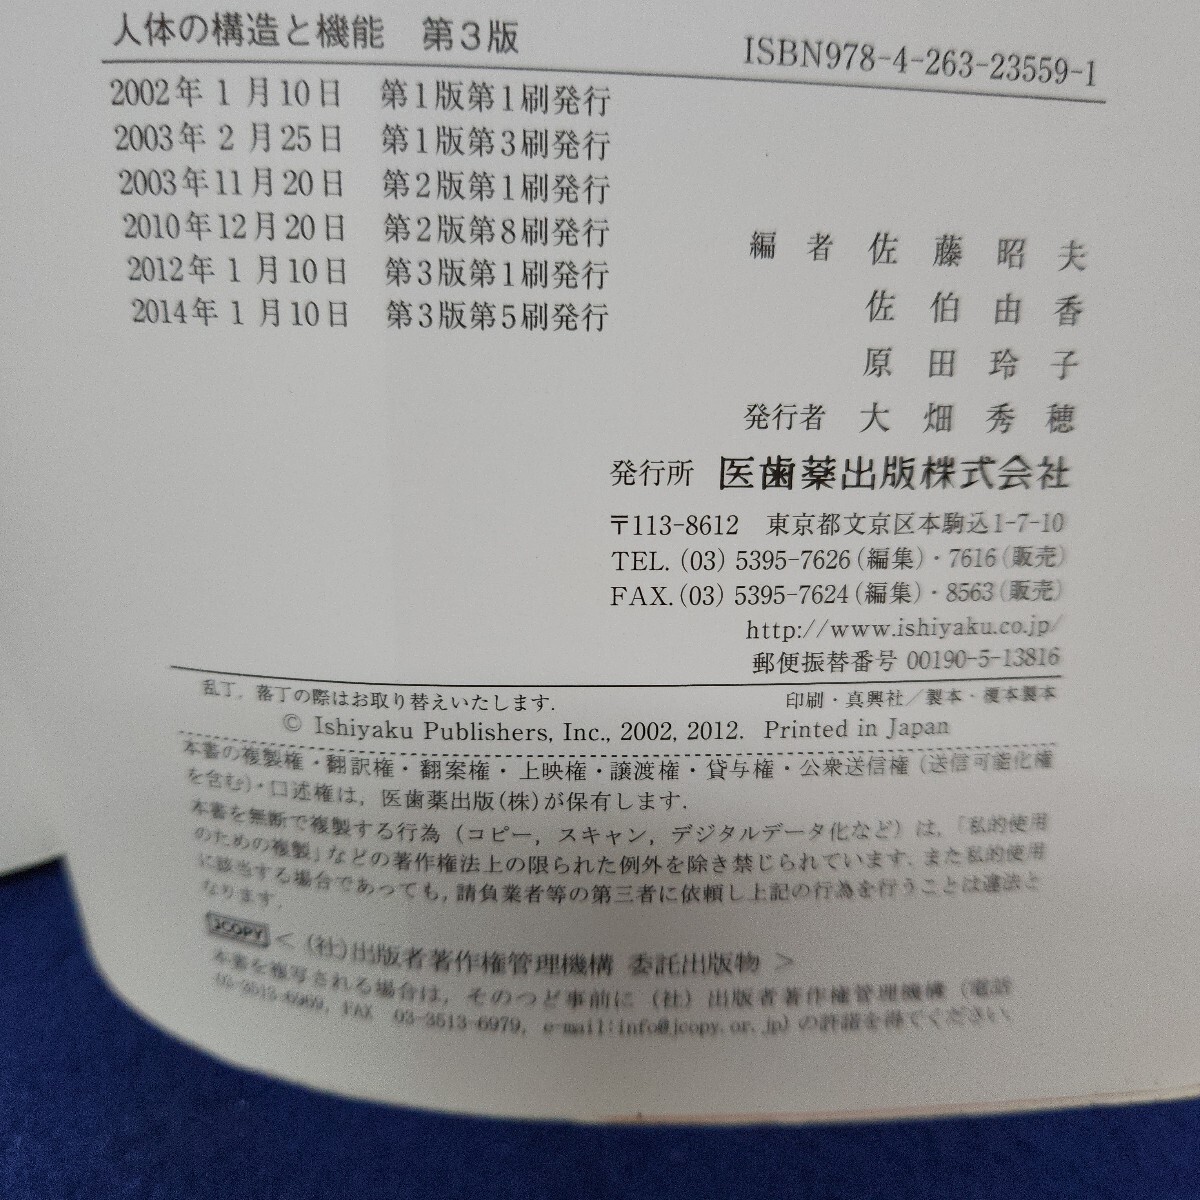 人体の構造と機能　第3版
ISBN978-4-263-23559-1
2002年 1 月10日　第1版第1刷発行
2003年 2 月25日　第1版第3刷発行
2003年11月20日　第2版第1刷発行
2010年12月20日　第2版第8刷発行
2012年 1 月10日　第3版第1刷発行
2014年 1 月10日　第3版第5刷発行
編　者　佐　藤　昭　夫
佐　伯　由　香
原　田　玲　子
発行者　大　畑　秀　穂
発行所　医歯薬出版株式会社
〒113-8612　東京都文京区本駒込1-7-10
TEL. (03) 5395-7626(編集)・7616(販売)
FAX. (03) 5395-7624(編集)・8563(販売)
http://www.ishiyaku.co.jp/
郵便振替番号 00190-5-13816
乱丁，落丁の際はお取り替えいたします．
印刷・真興社／製本・榎本製本
© Ishiyaku Publishers, Inc., 2002, 2012. Printed in Japan
本書の複製権・翻訳権・翻案権・上映権・譲渡権・貸与権・公衆送信権(送信可能化権
を含む)・口述権は，医歯薬出版(株)が保有します．
本書を無断で複製する行為（コピー，スキャン，デジタルデータ化など）は，「私的使用
のための複製」などの著作権法上の限られた例外を除き禁じられています．また私的使用
に該当する場合であっても，請負業者等の第三者に依頼し上記の行為を行うことは違法と
なります．
JCOPY ＜（社）出版者著作権管理機構 委託出版物＞
本書を複写される場合は，そのつど事前に（社）出版者著作権管理機構（電話
03-3513-6969, FAX 03-3513-6979, e-mail:info@jcopy.or.jp）の許諾を得てください．